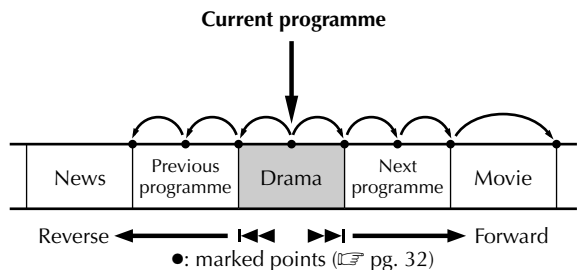 Current programme
News
Previous
programme
Drama
Next
programme
Movie
Reverse
Forward
●: marked points (☞ pg. 32)